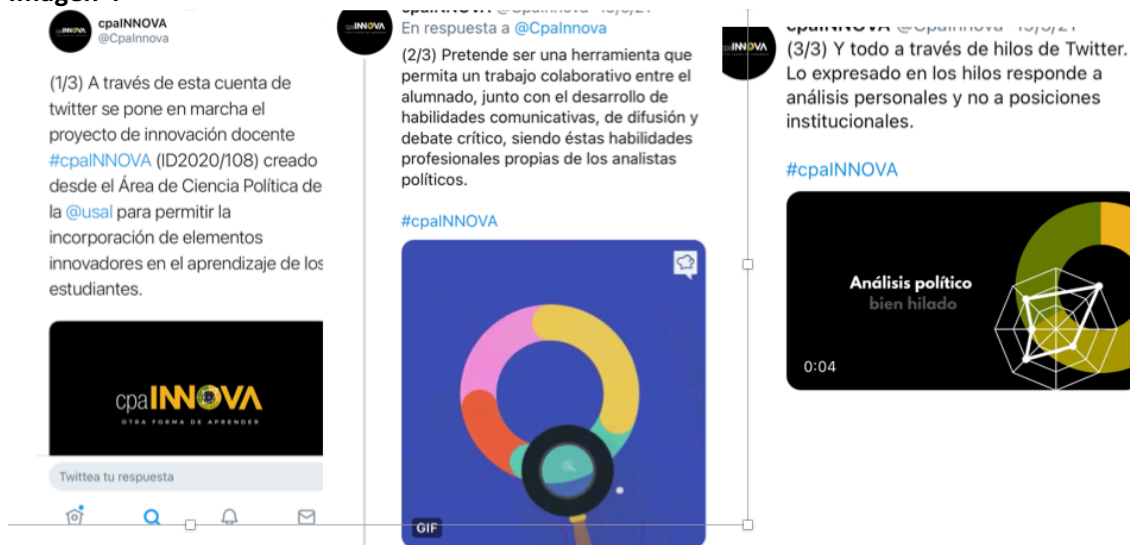 Imagen 4
cpaINNOVA
@CpaInnova
(1/3) A través de esta cuenta de
twitter se pone en marcha el
proyecto de innovación docente
#cpaINNOVA (ID2020/108) creado
desde el Área de Ciencia Política de
la @usal para permitir la
incorporación de elementos
innovadores en el aprendizaje de los
estudiantes.
cpaINNOVA
OTRA FORMA DE APRENDER
Twittea tu respuesta
cpaINNOVA
En respuesta a @CpaInnova
(2/3) Pretende ser una herramienta que
permita un trabajo colaborativo entre el
alumnado, junto con el desarrollo de
habilidades comunicativas, de difusión y
debate crítico, siendo éstas habilidades
profesionales propias de los analistas
políticos.
#cpaINNOVA
GIF
(3/3) Y todo a través de hilos de Twitter.
Lo expresado en los hilos responde a
análisis personales y no a posiciones
institucionales.
#cpaINNOVA
Análisis político
bien hilado
0:04